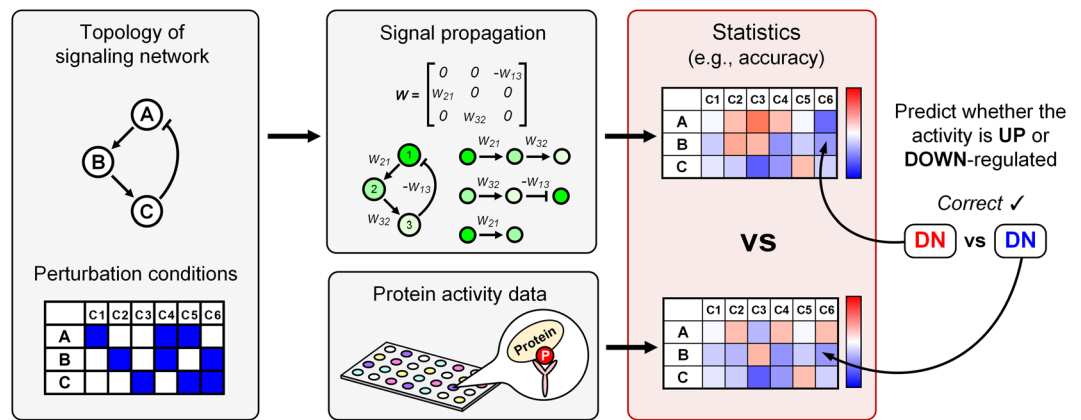 Topology of
signaling network
A
B
C
Perturbation conditions
C1 C2 C3 C4 C5 C6
A
B
C
Signal propagation
W = 0 0 -w13
w21 0 0
0 w32 0
w21
1
2
-w13
w32
3
w21 w32
w32 -w13
w21
Protein activity data
Protein
P
Statistics
(e.g., accuracy)
C1 C2 C3 C4 C5 C6
A
B
C
vs
C1 C2 C3 C4 C5 C6
A
B
C
Predict whether the
activity is UP or
DOWN-regulated
Correct ✓
DN vs DN